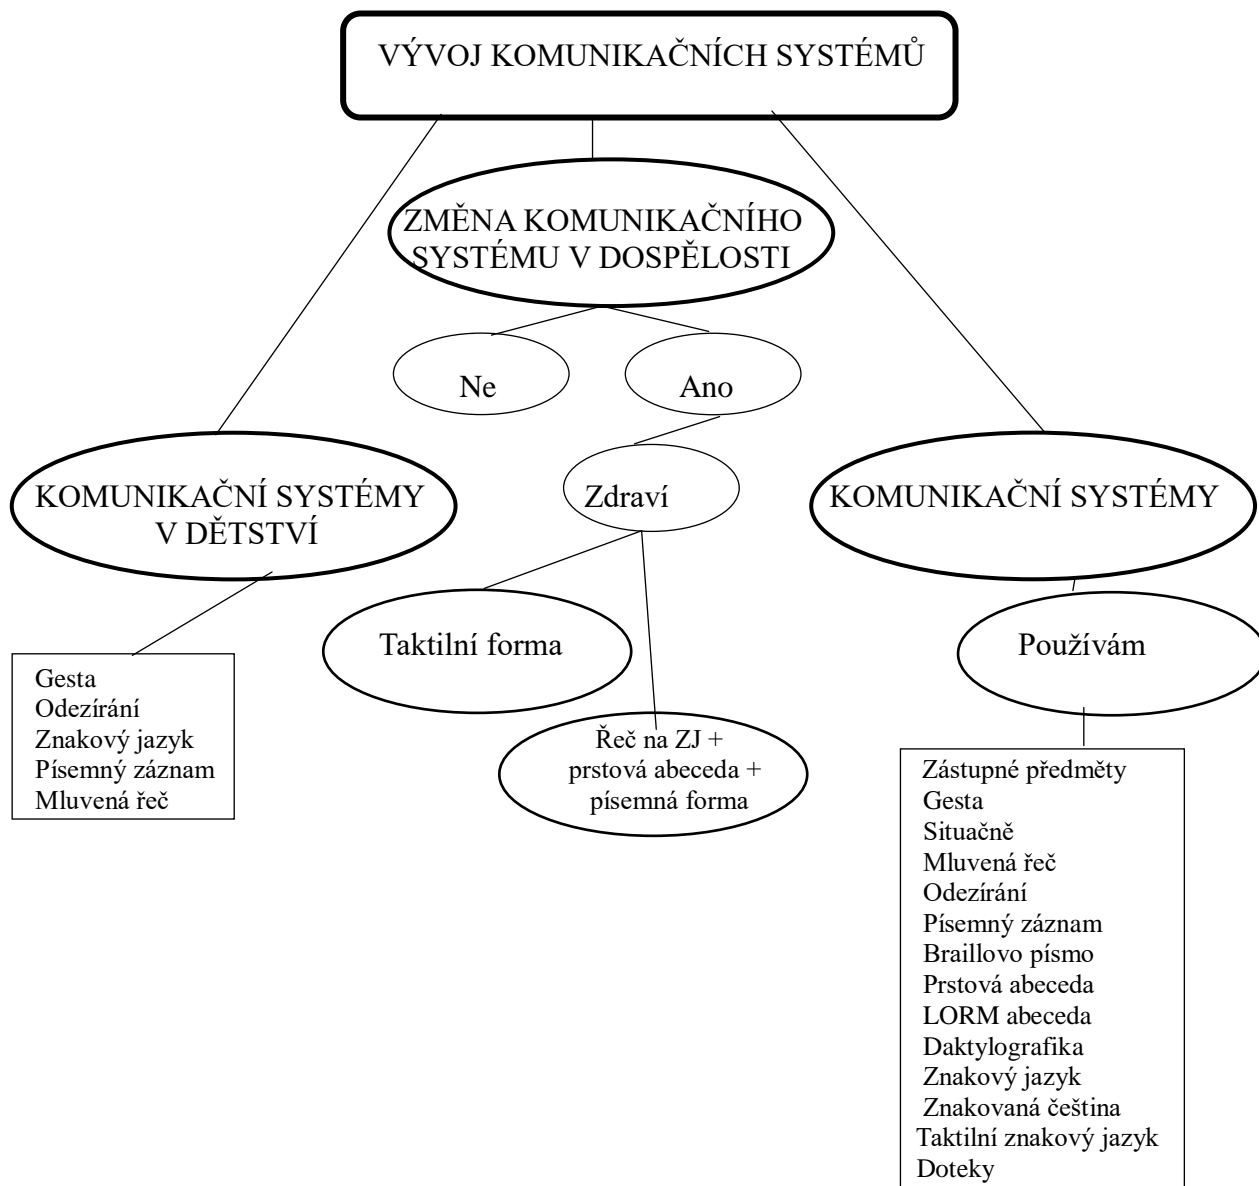 VÝVOJ KOMUNIKAČNÍCH SYSTÉMŮ
ZMĚNA KOMUNIKAČNÍHO
SYSTÉMU V DOSPĚLOSTI
Ne
Ano
Zdraví
KOMUNIKAČNÍ SYSTÉMY
V DĚTSTVÍ
KOMUNIKAČNÍ SYSTÉMY
Taktilní forma
Používám
Gesta
Odezírání
Znakový jazyk
Písemný záznam
Mluvená řeč
Řeč na ZJ +
prstová abeceda +
písemná forma
Zástupné předměty
Gesta
Situačně
Mluvená řeč
Odezírání
Písemný záznam
Braillovo písmo
Prstová abeceda
LORM abeceda
Daktylografika
Znakový jazyk
Znakovaná čeština
Taktilní znakový jazyk
Doteky